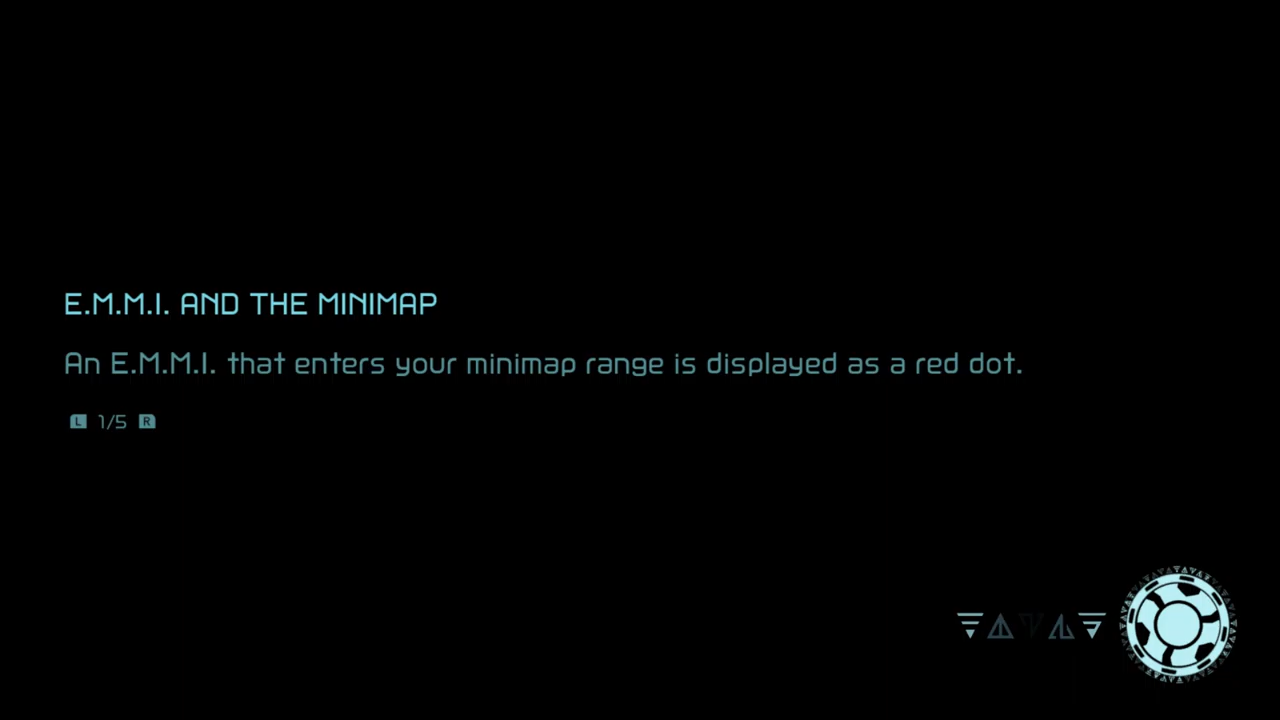 E.M.M.I. AND THE MINIMAP
An E.M.M.I. that enters your minimap range is displayed as a red dot.
L 1/5 R